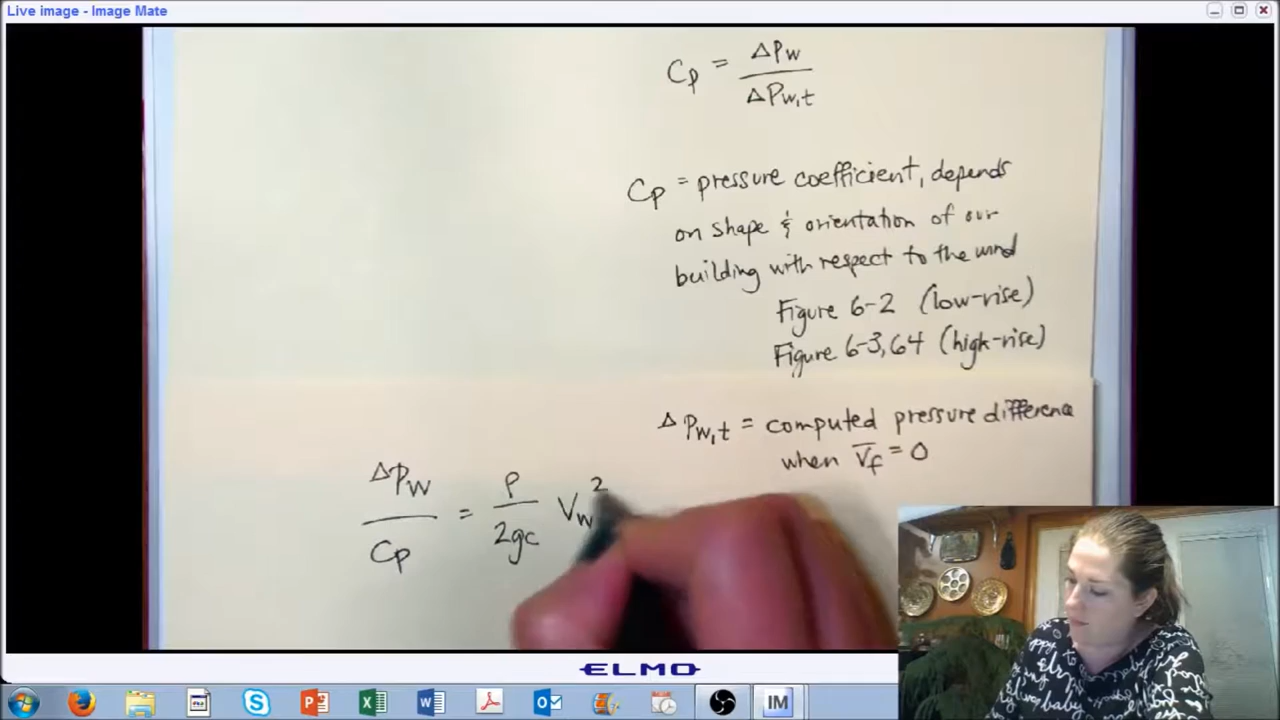 Live image - Image Mate
Cp = ΔPw / ΔPw,t
Cp = pressure coefficient, depends
on shape & orientation of our
building with respect to the wind
Figure 6-2 (low-rise)
Figure 6-3, 64 (high-rise)
ΔPw,t = computed pressure difference
when V̅f = 0
ΔPw / Cp = ρ / 2gc Vw²
ELMO
IM